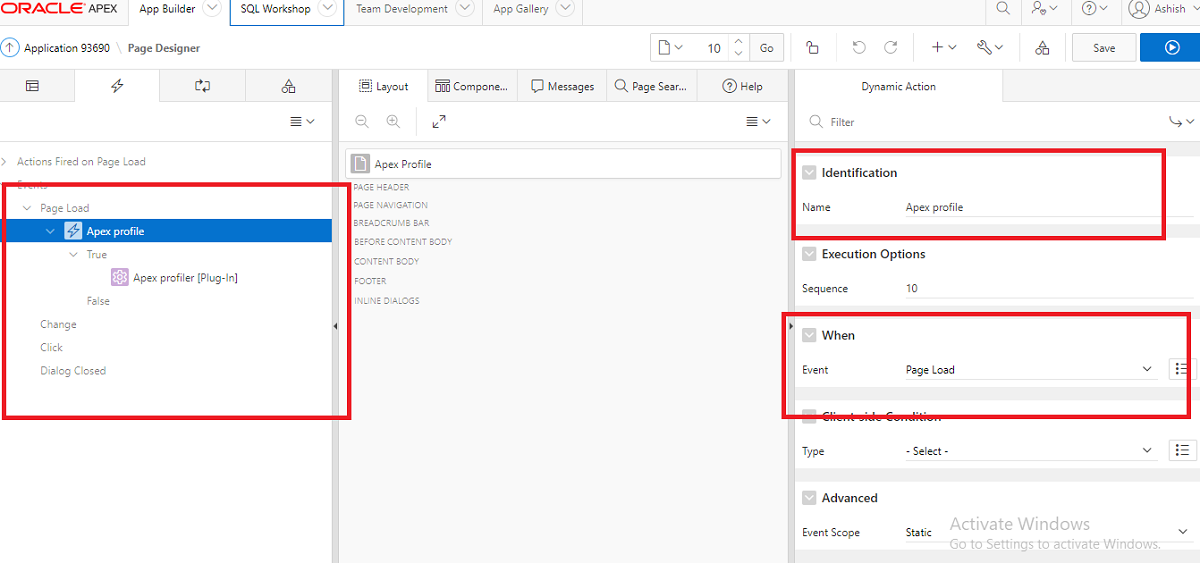 ORACLE APEX App Builder SQL Workshop Team Development App Gallery Ashish
Application 93690 \ Page Designer 10 Go Save
Layout Compone... Messages Page Sear... Help Dynamic Action
Filter
Actions Fired on Page Load
Events
Page Load
Apex profile
True
Apex profiler [Plug-In]
False
Change
Click
Dialog Closed
Apex Profile
PAGE HEADER
PAGE NAVIGATION
BREADCRUMB BAR
BEFORE CONTENT BODY
CONTENT BODY
FOOTER
INLINE DIALOGS
Identification
Name Apex profile
Execution Options
Sequence 10
When
Event Page Load
Client-side Condition
Type - Select -
Advanced
Event Scope Static
Activate Windows
Go to Settings to activate Windows.